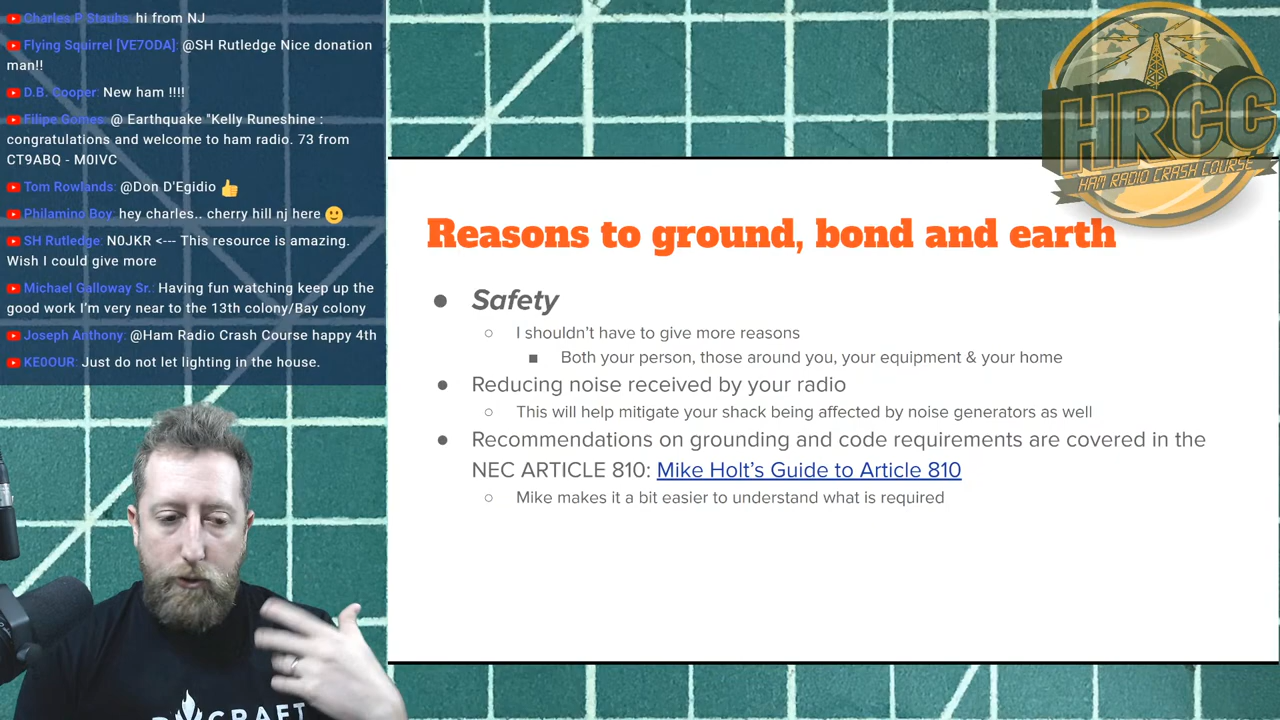 Charles P Stauhs: hi from NJ
Flying Squirrel [VE7ODA]: @SH Rutledge Nice donation
man!!
D.B. Cooper: New ham !!!!
Filipe Gomes: @ Earthquake "Kelly Runeshine :
congratulations and welcome to ham radio. 73 from
CT9ABQ - M0IVC
Tom Rowlands: @Don D'Egidio 👍
Philamino Boy: hey charles.. cherry hill nj here 🙂
SH Rutledge: N0JKR <--- This resource is amazing.
Wish I could give more
Michael Galloway Sr.: Having fun watching keep up the
good work I'm very near to the 13th colony/Bay colony
Joseph Anthony: @Ham Radio Crash Course happy 4th
KE0OUR: Just do not let lighting in the house.
HRCC
HAM RADIO CRASH COURSE
Reasons to ground, bond and earth
● Safety
○ I shouldn't have to give more reasons
■ Both your person, those around you, your equipment & your home
● Reducing noise received by your radio
○ This will help mitigate your shack being affected by noise generators as well
● Recommendations on grounding and code requirements are covered in the
NEC ARTICLE 810: Mike Holt's Guide to Article 810
○ Mike makes it a bit easier to understand what is required